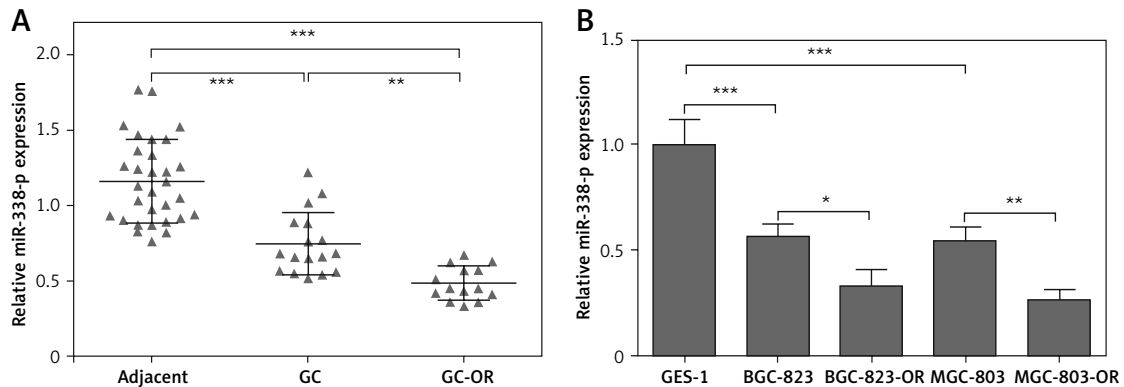 A
Relative miR-338-p expression
2.0
1.5
1.0
0.5
0
***
***
**
Adjacent
GC
GC-OR
B
Relative miR-338-p expression
1.5
1.0
0.5
0
***
***
*
**
GES-1
BGC-823
BGC-823-OR
MGC-803
MGC-803-OR